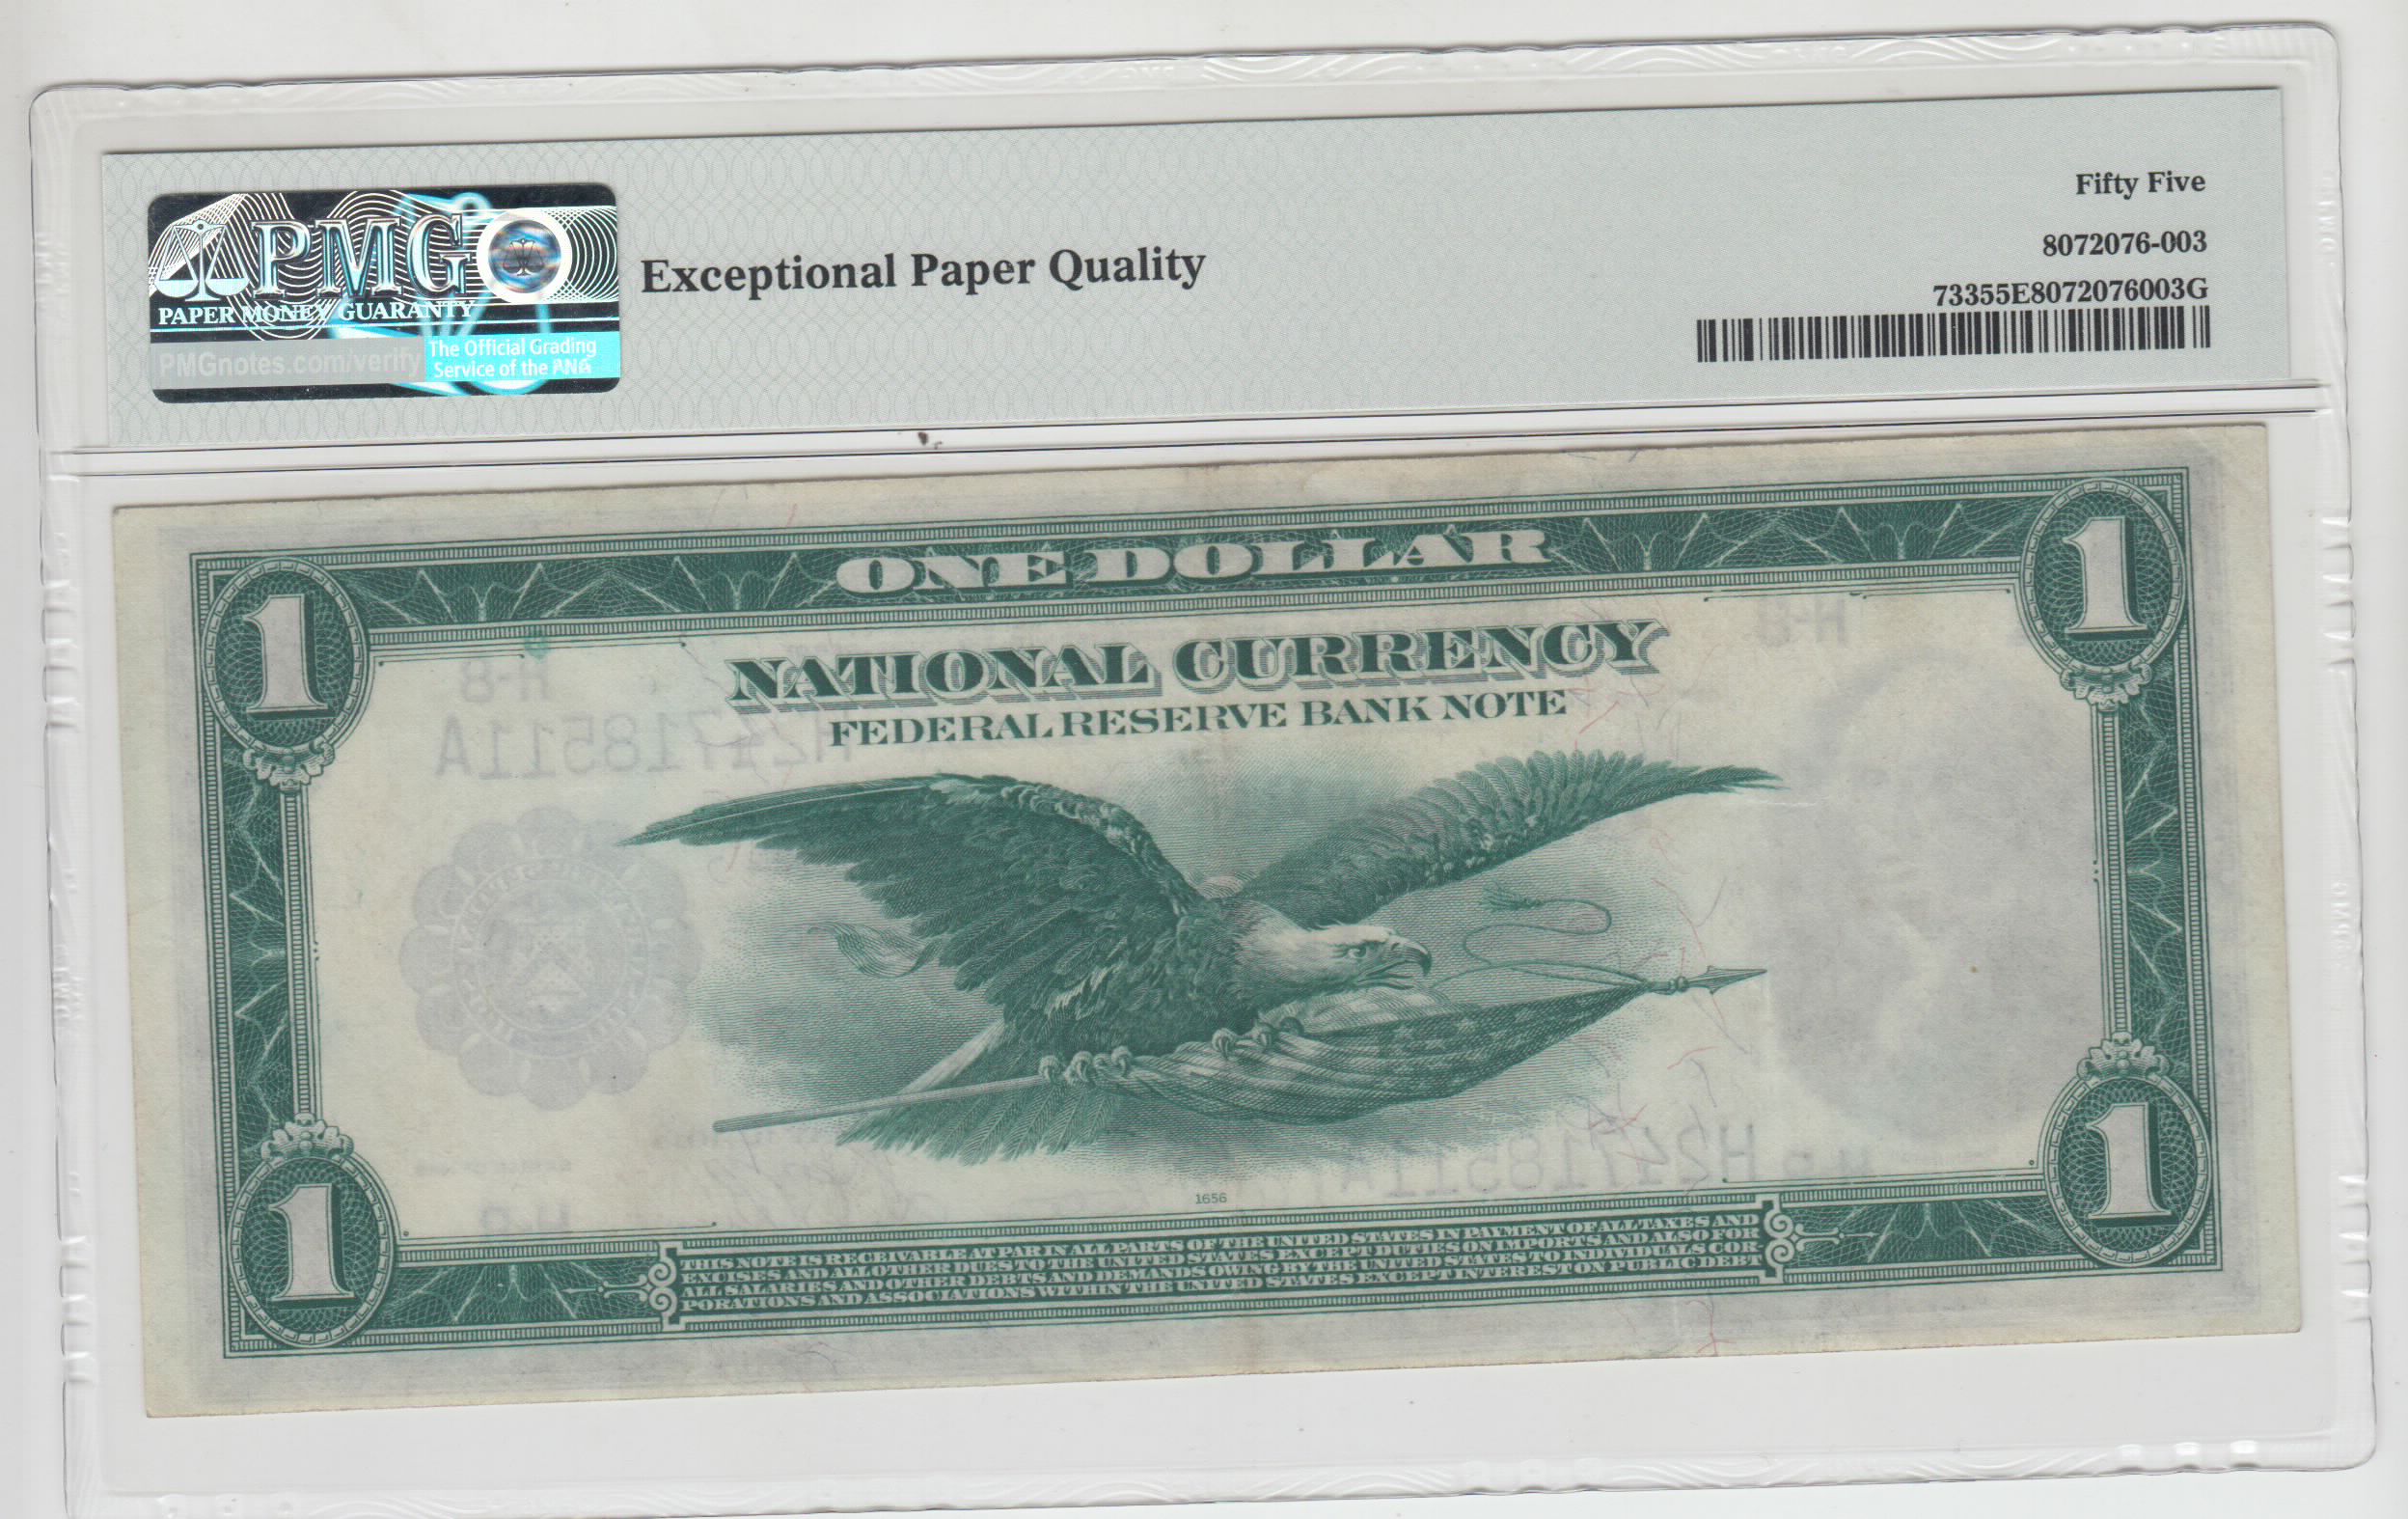 Fifty Five
8072076-003
73355E8072076003G
PMG
PAPER MONEY GUARANTY
PMGnotes.com/verify
The Official Grading
Service of the ANA
Exceptional Paper Quality
1 ONE DOLLAR 1
NATIONAL CURRENCY
FEDERAL RESERVE BANK NOTE
H-8
H-8
H24718511A
H24718511A
H-8
1656
1 1
THIS NOTE IS RECEIVABLE AT PAR IN ALL PARTS OF THE UNITED STATES IN PAYMENT OF ALL TAXES AND
EXCISES AND ALL OTHER DUES TO THE UNITED STATES EXCEPT DUTIES ON IMPORTS AND ALSO FOR
ALL SALARIES AND OTHER DEBTS AND DEMANDS OWING BY THE UNITED STATES TO INDIVIDUALS COR-
PORATIONS AND ASSOCIATIONS WITHIN THE UNITED STATES EXCEPT INTEREST ON PUBLIC DEBT